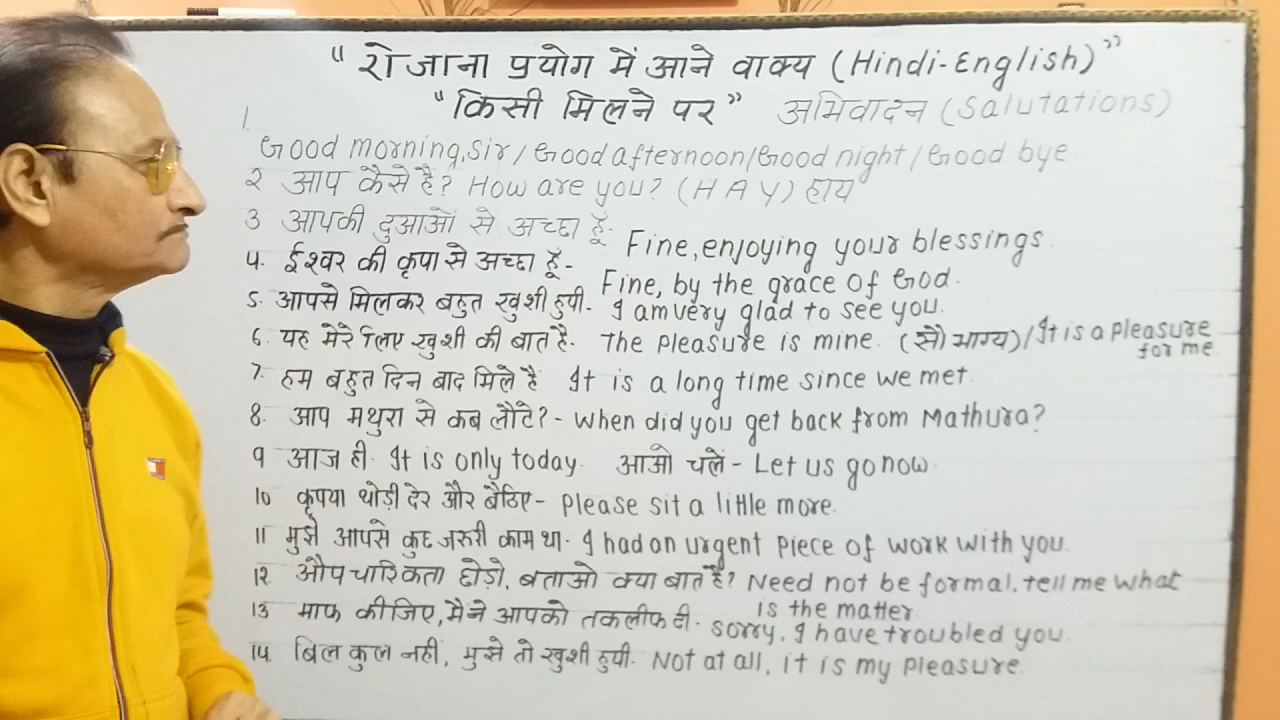 "रोजाना प्रयोग में आने वाक्य (Hindi-English)"
"किसी मिलने पर" अभिवादन (Salutations)
1.
Good morning,sir/Good afternoon/Good night/Good bye
२ आप कैसे है? How are you? (H A Y) हाय
3 आपकी दुआओं से अच्छा हूँ. Fine,enjoying your blessings.
4. ईश्वर की कृपा से अच्छा हूँ- Fine, by the grace of God.
5. आपसे मिलकर बहुत खुशी हुयी. I am very glad to see you.
6. यह मेरे लिए खुशी की बात है. The pleasure is mine. (सौभाग्य)/It is a pleasure
for me.
7. हम बहुत दिन बाद मिले है It is a long time since we met.
8. आप मथुरा से कब लौटे?- When did you get back from Mathura?
9 आज ही. It is only today. आओ चलें- Let us go now.
10 कृपया थोड़ी देर और बैठिए- Please sit a little more.
11 मुझे आपसे कुछ जरुरी काम था- I had an urgent piece of work with you.
12 औपचारिकता छोड़ो, बताओ क्या बात है? Need not be formal, tell me what
is the matter.
13 माफ कीजिए,मैने आपको तकलीफ दी. Sorry, I have troubled you.
14 बिल कुल नहीं, मुझे तो खुशी हुयी. Not at all, it is my pleasure.